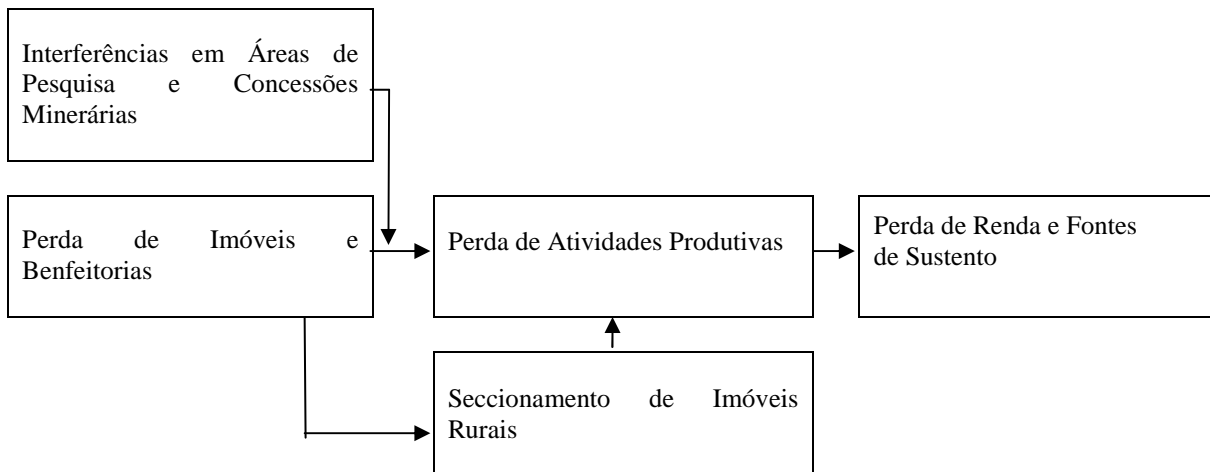 Interferências em Áreas de
Pesquisa e Concessões
Minerárias
Perda de Imóveis e
Benfeitorias
Perda de Atividades Produtivas
Perda de Renda e Fontes
de Sustento
Seccionamento de Imóveis
Rurais